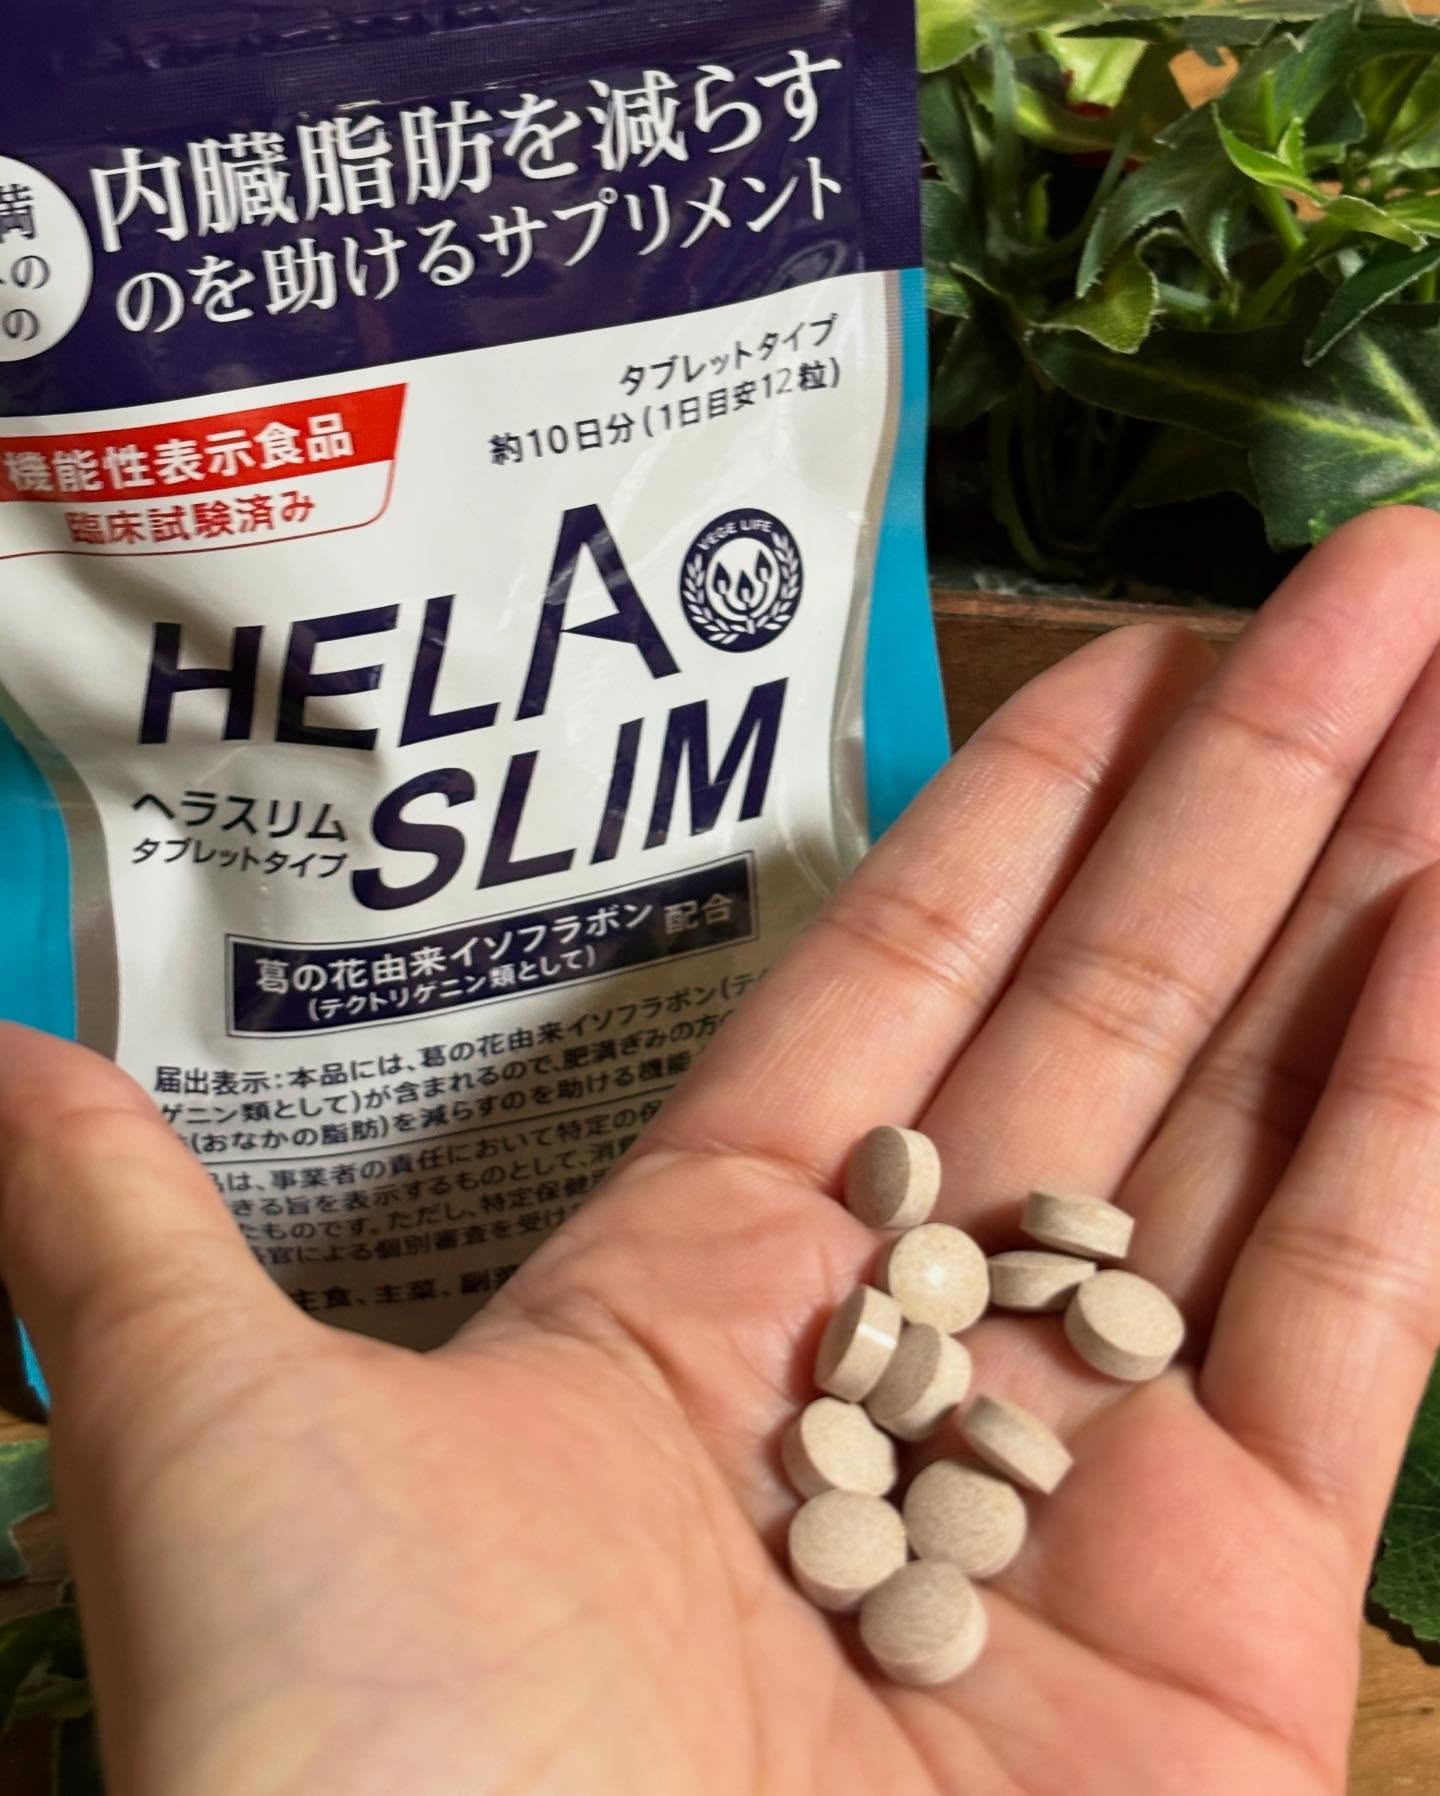 満
の
の
内臓脂肪を減らす
のを助けるサプリメント
タブレットタイプ
約10日分(1日目安12粒)
機能性表示食品
臨床試験済み
HELA
VEGE LIFE
SLIM
ヘラスリム
タブレットタイプ
葛の花由来イソフラボン 配合
(テクトリゲニン類として)
届出表示:本品には、葛の花由来イソフラボン(テク
ゲニン類として)が含まれるので、肥満ぎみの方
(おなかの脂肪)を減らすのを助ける機能
は、事業者の責任において特定の保
きる旨を表示するものとして、消費
たものです。ただし、特定保健
官による個別審査を受け
主食、主菜、副菜